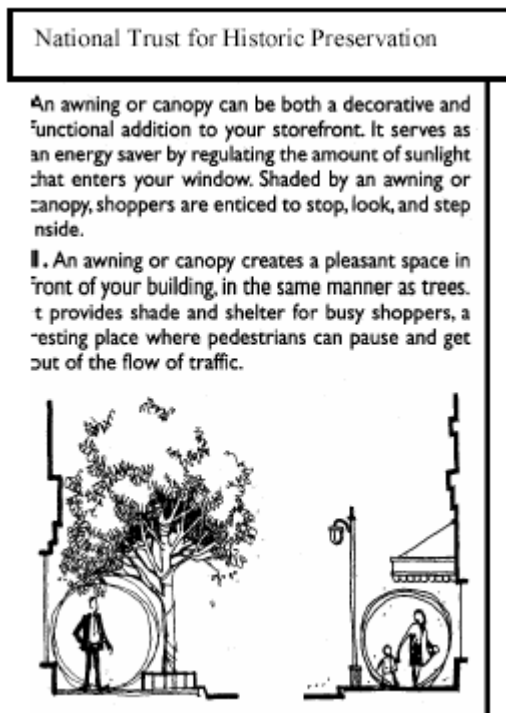 National Trust for Historic Preservation
An awning or canopy can be both a decorative and
functional addition to your storefront. It serves as
an energy saver by regulating the amount of sunlight
that enters your window. Shaded by an awning or
canopy, shoppers are enticed to stop, look, and step
inside.
1. An awning or canopy creates a pleasant space in
front of your building, in the same manner as trees.
It provides shade and shelter for busy shoppers, a
resting place where pedestrians can pause and get
out of the flow of traffic.